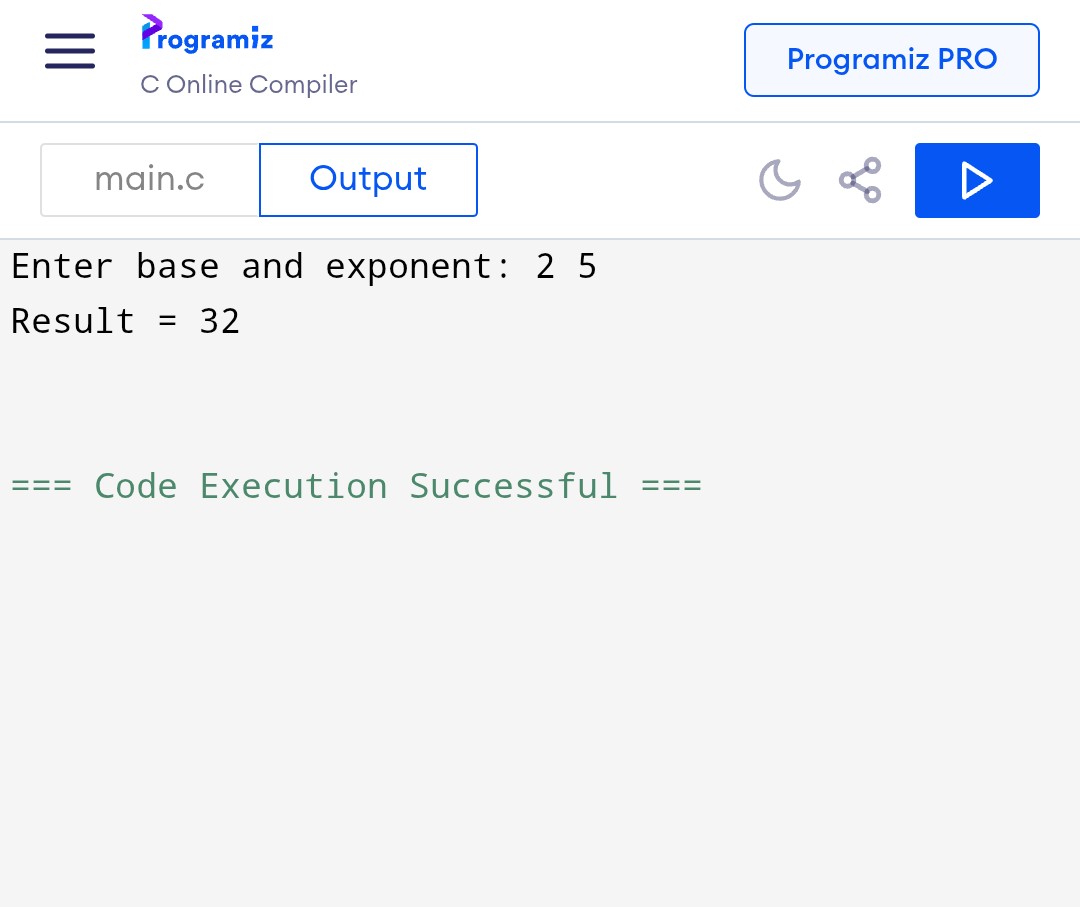 Programiz
C Online Compiler
Programiz PRO
main.c
Output
Enter base and exponent: 2 5
Result = 32
=== Code Execution Successful ===